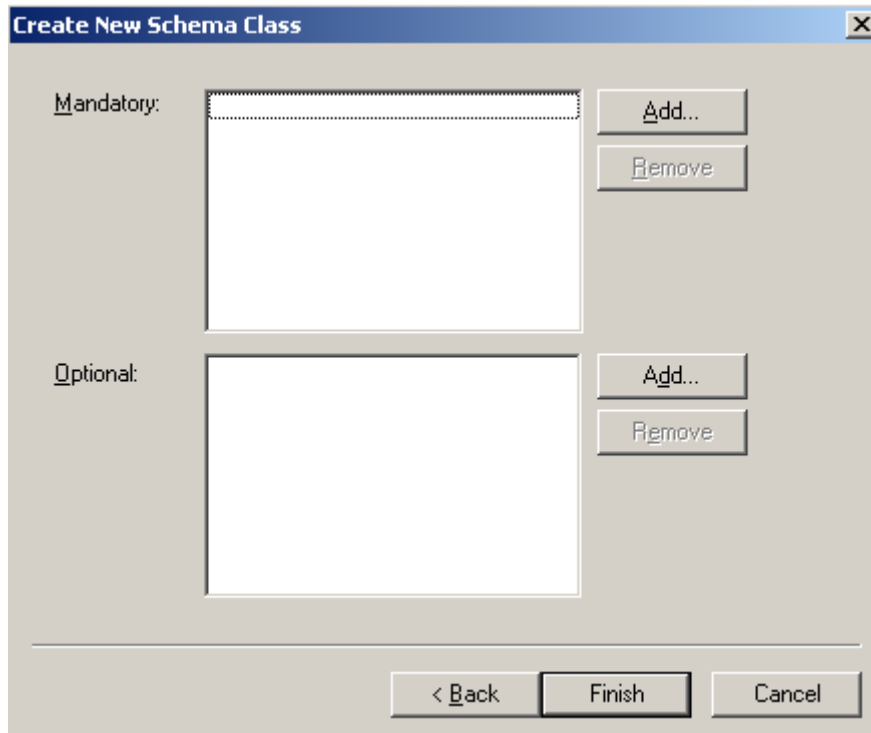 Create New Schema Class
Mandatory:
Add...
Remove
Optional:
Add...
Remove
< Back
Finish
Cancel